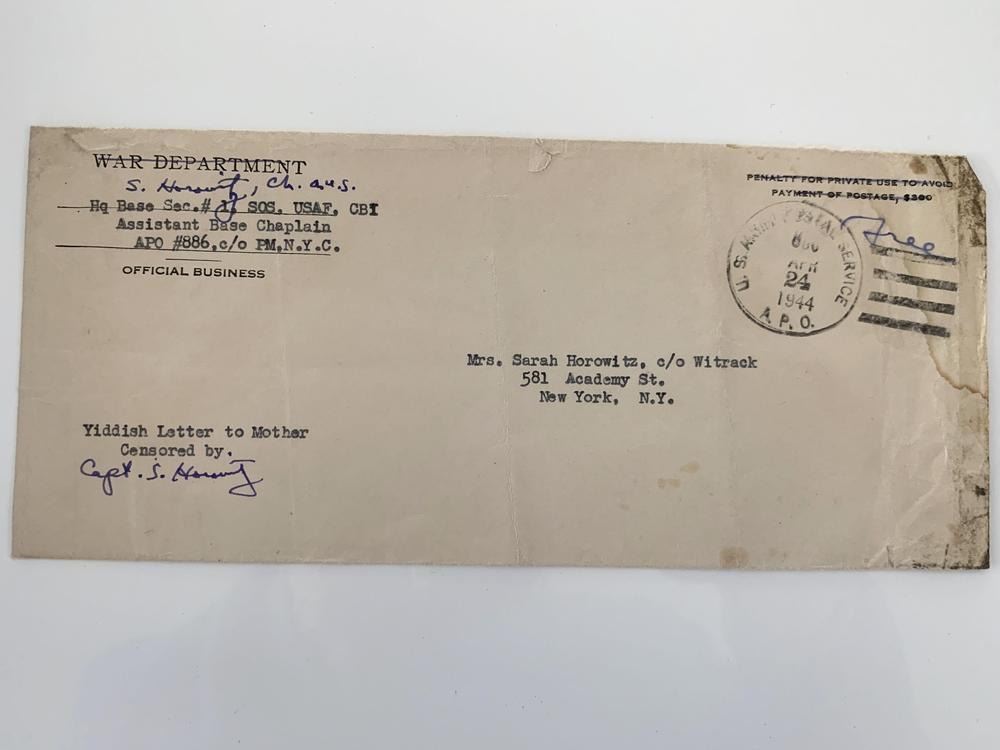 WAR DEPARTMENT
S. Horowitz, Ch. A.U.S.
Hq Base Sec.# SOS. USAF, CBI
Assistant Base Chaplain
APO #886,c/o PM,N.Y.C.
OFFICIAL BUSINESS
PENALTY FOR PRIVATE USE TO AVOID
PAYMENT OF POSTAGE, $300
Free
U. S. ARMY POSTAL SERVICE
APR
24
1944
A. P. O.
Mrs. Sarah Horowitz, c/o Witrack
581 Academy St.
New York, N.Y.
Yiddish Letter to Mother
Censored by.
Capt. S. Horowitz